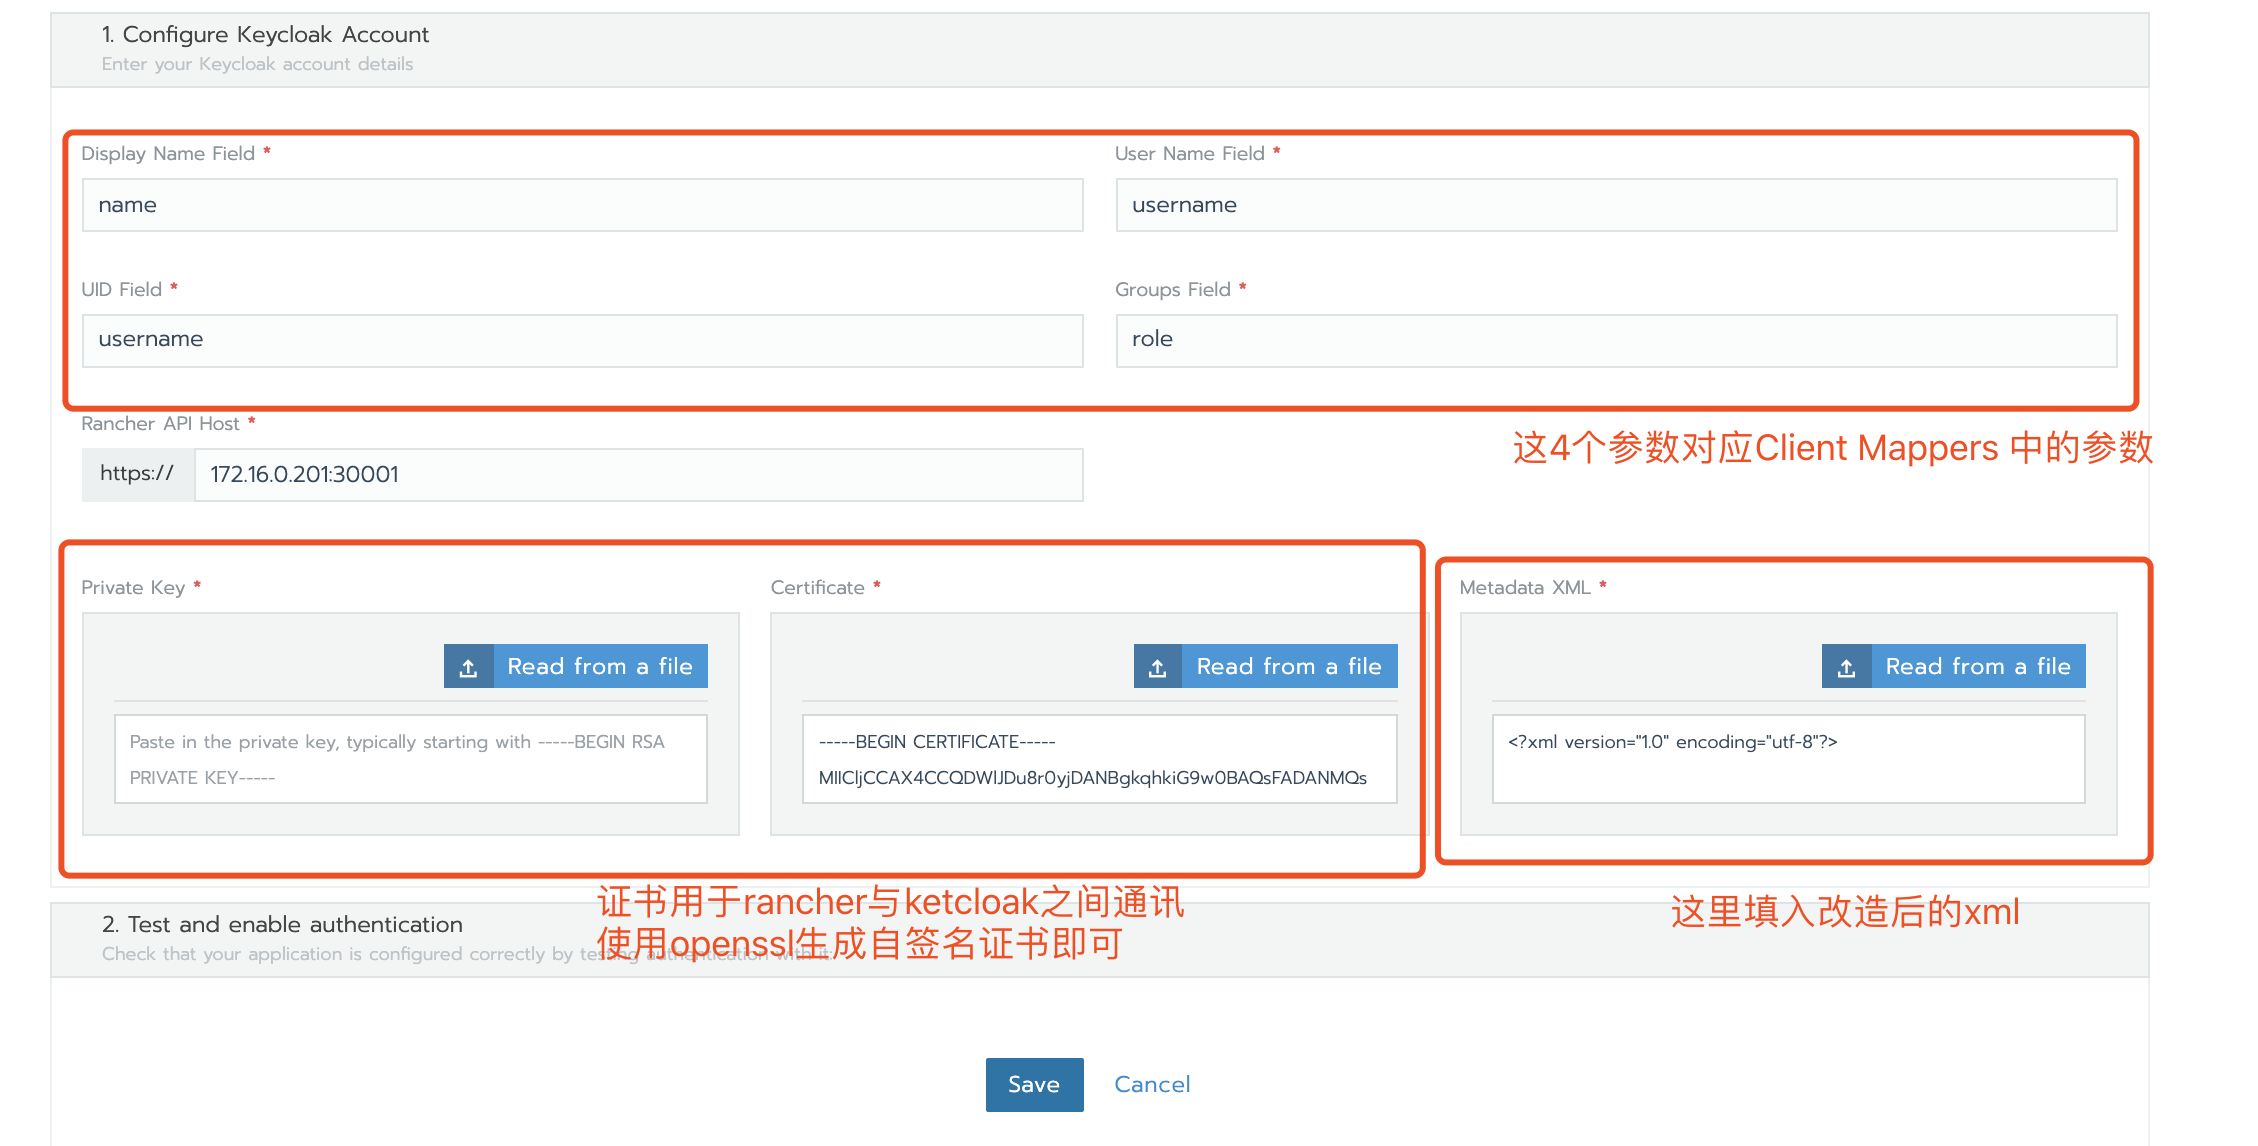 1. Configure Keycloak Account
Enter your Keycloak account details
Display Name Field *
User Name Field *
name
username
UID Field *
Groups Field *
username
role
Rancher API Host *
https://
172.16.0.201:30001
这4个参数对应Client Mappers 中的参数
Private Key *
Certificate *
Metadata XML *
Read from a file
Read from a file
Read from a file
Paste in the private key, typically starting with -----BEGIN RSA
PRIVATE KEY-----
-----BEGIN CERTIFICATE-----
MIICljCCAX4CCQDWlJDu8r0yjDANBgkqhkiG9w0BAQsFADANMQs
<?xml version="1.0" encoding="utf-8"?>
证书用于rancher与ketcloak之间通讯
使用openssl生成自签名证书即可
这里填入改造后的xml
2. Test and enable authentication
Check that your application is configured correctly by testing authentication with it:
Save
Cancel